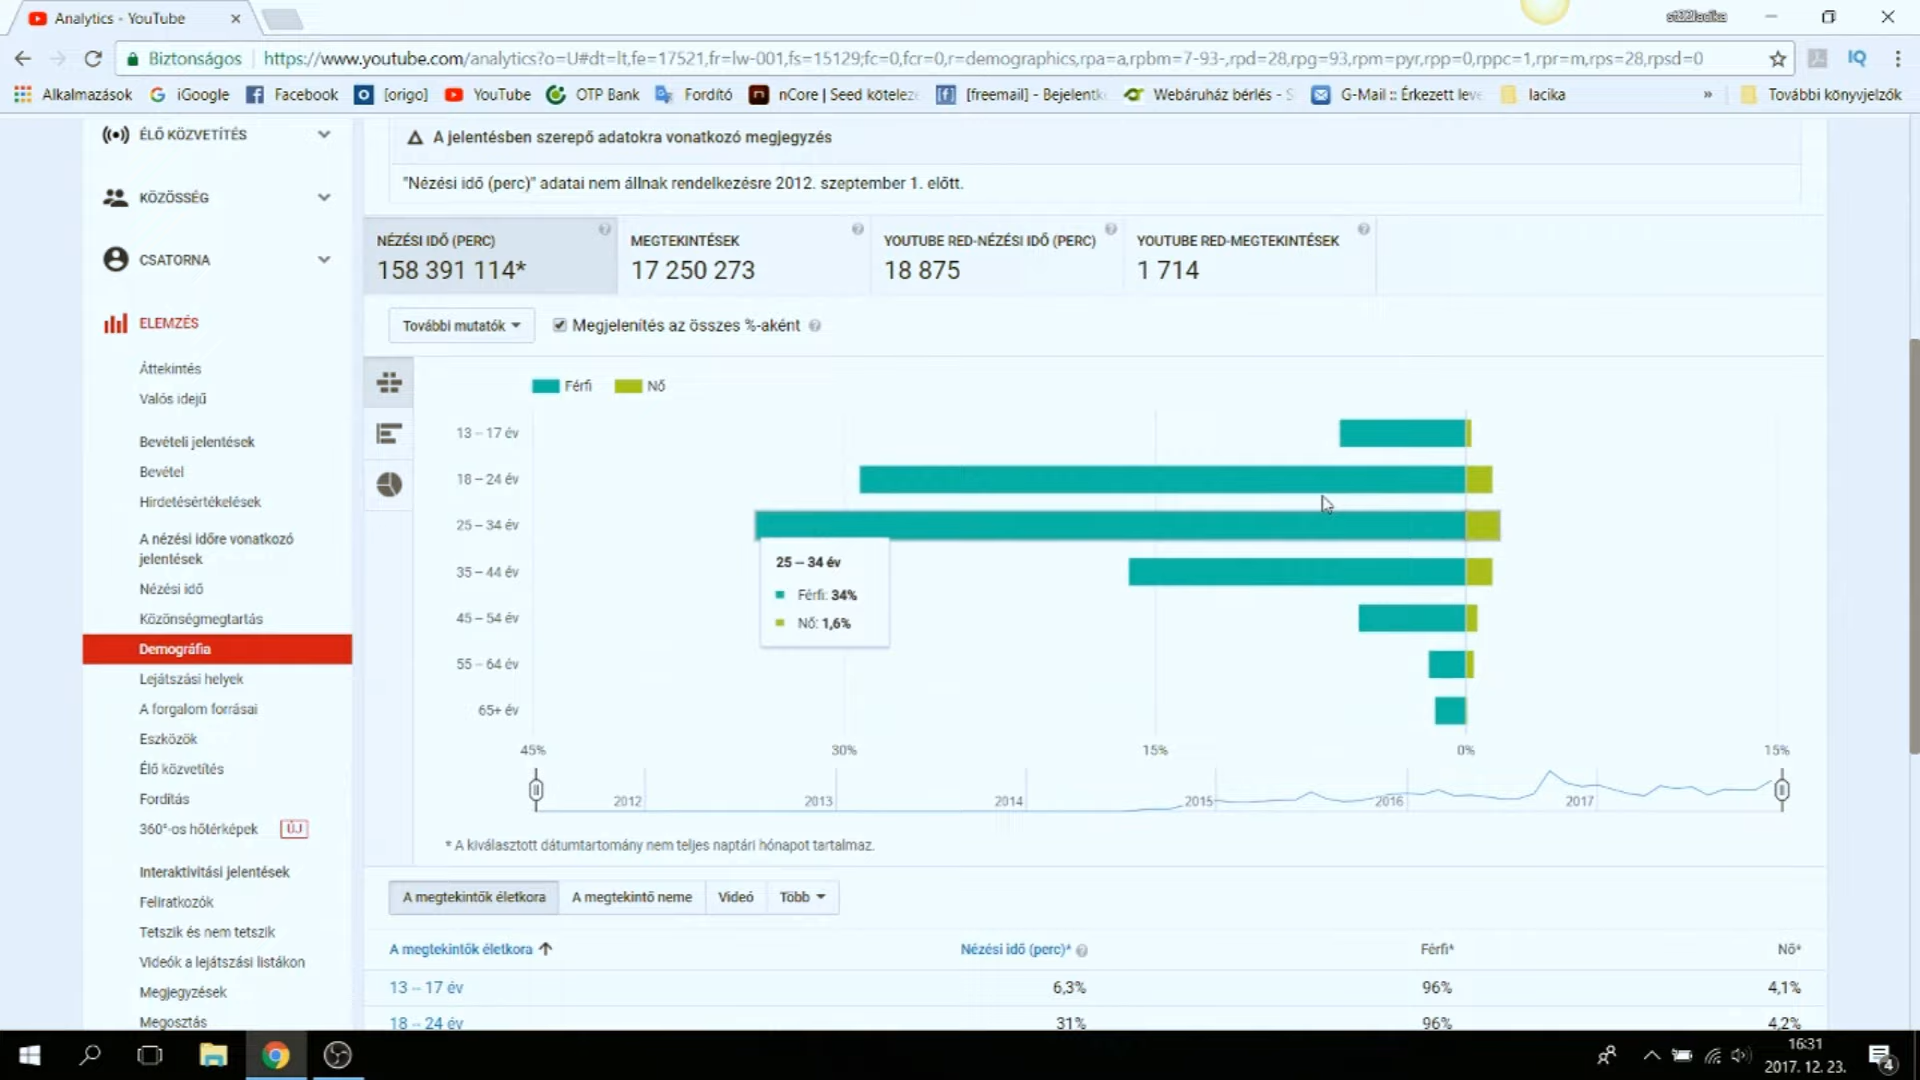 Analytics - YouTube
Biztonságos
https://www.youtube.com/analytics?o=U#dt=lt,fe=17521,fr=lw-001,fs=15129;fc=0,fcr=0,r=demographics,rpa=a,rpbm=7-93-,rpd=28,rpg=93,rpm=pyr,rpp=0,rppc=1,rpr=m,rps=28,rpsd=0
IQ
Alkalmazások
iGoogle
Facebook
[origo]
YouTube
OTP Bank
Fordító
nCore | Seed köteleze
[freemail] - Bejelentk
Webáruház bérlés - S
G-Mail :: Érkezett leve
lacika
»
További könyvjelzők
ÉLŐ KÖZVETÍTÉS
KÖZÖSSÉG
CSATORNA
ELEMZÉS
Áttekintés
Valós idejű
Bevételi jelentések
Bevétel
Hirdetésértékelések
A nézési időre vonatkozó
jelentések
Nézési idő
Közönségmegtartás
Demográfia
Lejátszási helyek
A forgalom forrásai
Eszközök
Élő közvetítés
Fordítás
360°-os hőtérképek ÚJ
Interaktivitási jelentések
Feliratkozók
Tetszik és nem tetszik
Videók a lejátszási listákon
Megjegyzések
Megosztás
A jelentésben szerepő adatokra vonatkozó megjegyzés
"Nézési idő (perc)" adatai nem állnak rendelkezésre 2012. szeptember 1. előtt.
NÉZÉSI IDŐ (PERC)
158 391 114*
MEGTEKINTÉSEK
17 250 273
YOUTUBE RED-NÉZÉSI IDŐ (PERC)
18 875
YOUTUBE RED-MEGTEKINTÉSEK
1 714
További mutatók
Megjelenítés az összes %-aként
Férfi
Nő
13 – 17 év
18 – 24 év
25 – 34 év
35 – 44 év
45 – 54 év
55 – 64 év
65+ év
25 – 34 év
Férfi: 34%
Nő: 1,6%
45% 30% 15% 0% 15%
2012 2013 2014 2015 2016 2017
* A kiválasztott dátumtartomány nem teljes naptári hónapot tartalmaz.
A megtekintők életkora
A megtekintő neme
Videó
Több
A megtekintők életkora
Nézési idő (perc)*
Férfi*
Nő*
13 – 17 év 6,3% 96% 4,1%
18 – 24 év 31% 96% 4,2%
16:31
2017. 12. 23.
4